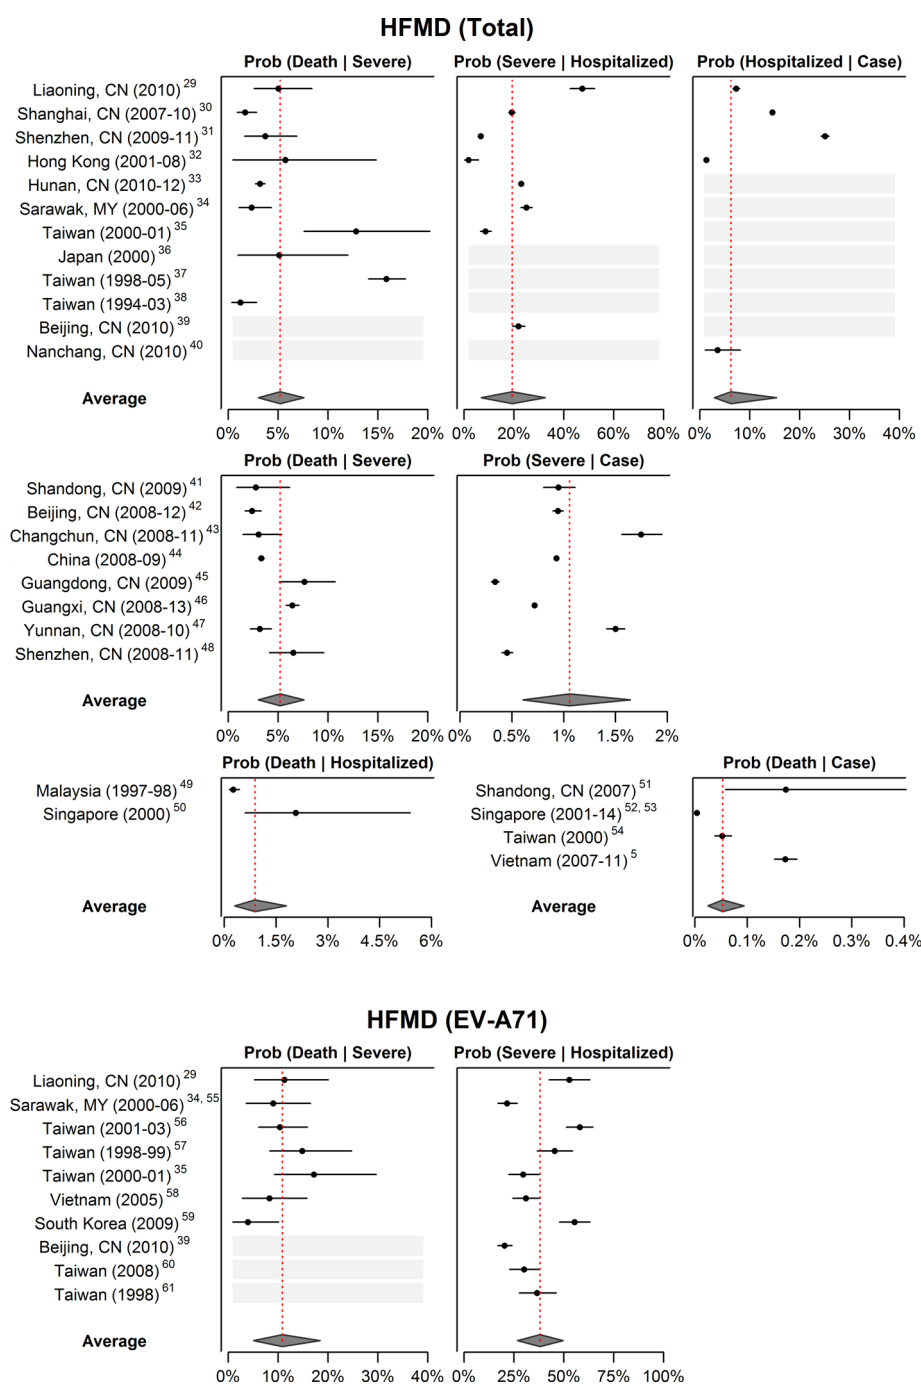 HFMD (Total)
Prob (Death | Severe) Prob (Severe | Hospitalized) Prob (Hospitalized | Case)
Liaoning, CN (2010) 29
Shanghai, CN (2007-10) 30
Shenzhen, CN (2009-11) 31
Hong Kong (2001-08) 32
Hunan, CN (2010-12) 33
Sarawak, MY (2000-06) 34
Taiwan (2000-01) 35
Japan (2000) 36
Taiwan (1998-05) 37
Taiwan (1994-03) 38
Beijing, CN (2010) 39
Nanchang, CN (2010) 40
Average
0% 5% 10% 15% 20% 0% 20% 40% 60% 80% 0% 10% 20% 30% 40%
Prob (Death | Severe) Prob (Severe | Case)
Shandong, CN (2009) 41
Beijing, CN (2008-12) 42
Changchun, CN (2008-11) 43
China (2008-09) 44
Guangdong, CN (2009) 45
Guangxi, CN (2008-13) 46
Yunnan, CN (2008-10) 47
Shenzhen, CN (2008-11) 48
Average
0% 5% 10% 15% 20% 0% 0.5% 1% 1.5% 2%
Prob (Death | Hospitalized) Prob (Death | Case)
Malaysia (1997-98) 49 Shandong, CN (2007) 51
Singapore (2000) 50 Singapore (2001-14) 52, 53
Taiwan (2000) 54
Vietnam (2007-11) 5
Average Average
0% 1.5% 3% 4.5% 6% 0% 0.1% 0.2% 0.3% 0.4%
HFMD (EV-A71)
Prob (Death | Severe) Prob (Severe | Hospitalized)
Liaoning, CN (2010) 29
Sarawak, MY (2000-06) 34, 55
Taiwan (2001-03) 56
Taiwan (1998-99) 57
Taiwan (2000-01) 35
Vietnam (2005) 58
South Korea (2009) 59
Beijing, CN (2010) 39
Taiwan (2008) 60
Taiwan (1998) 61
Average
0% 10% 20% 30% 40% 0% 25% 50% 75% 100%